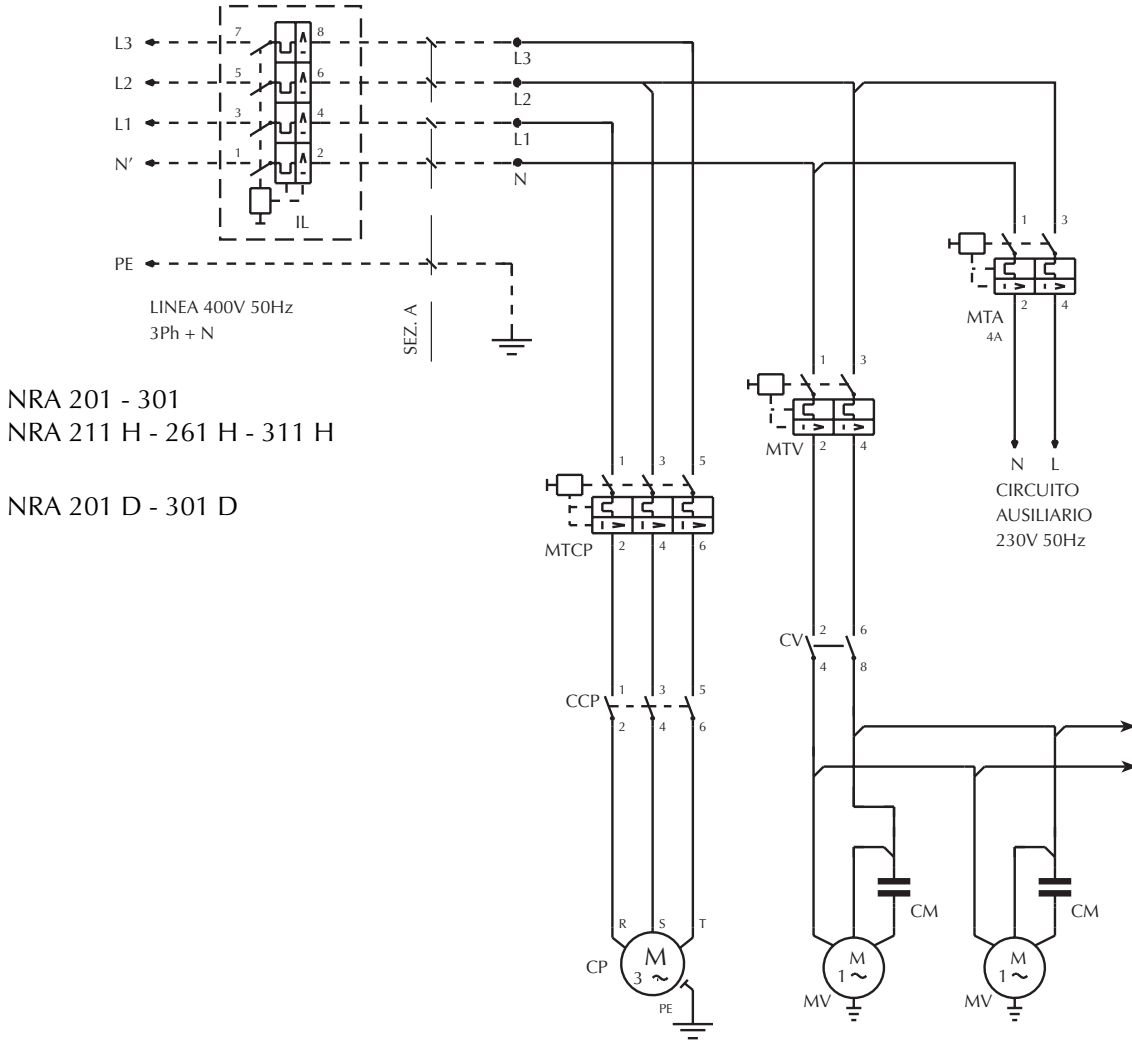 7 8
L3 L3
5 6
L2 L2
3 4
L1 L1
1 2
N' N
IL
PE
LINEA 400V 50Hz
3Ph + N
SEZ. A
1 3
MTA
4A
2 4
N L
CIRCUITO
AUSILIARIO
230V 50Hz
NRA 201 - 301
NRA 211 H - 261 H - 311 H
NRA 201 D - 301 D
1 3
MTV
2 4
1 3 5
MTCP
2 4 6
CV
2 6
4 8
CCP
1 3 5
2 4 6
CM CM
R S T
CP
M
3 ~
PE
M
1 ~
MV
M
1 ~
MV